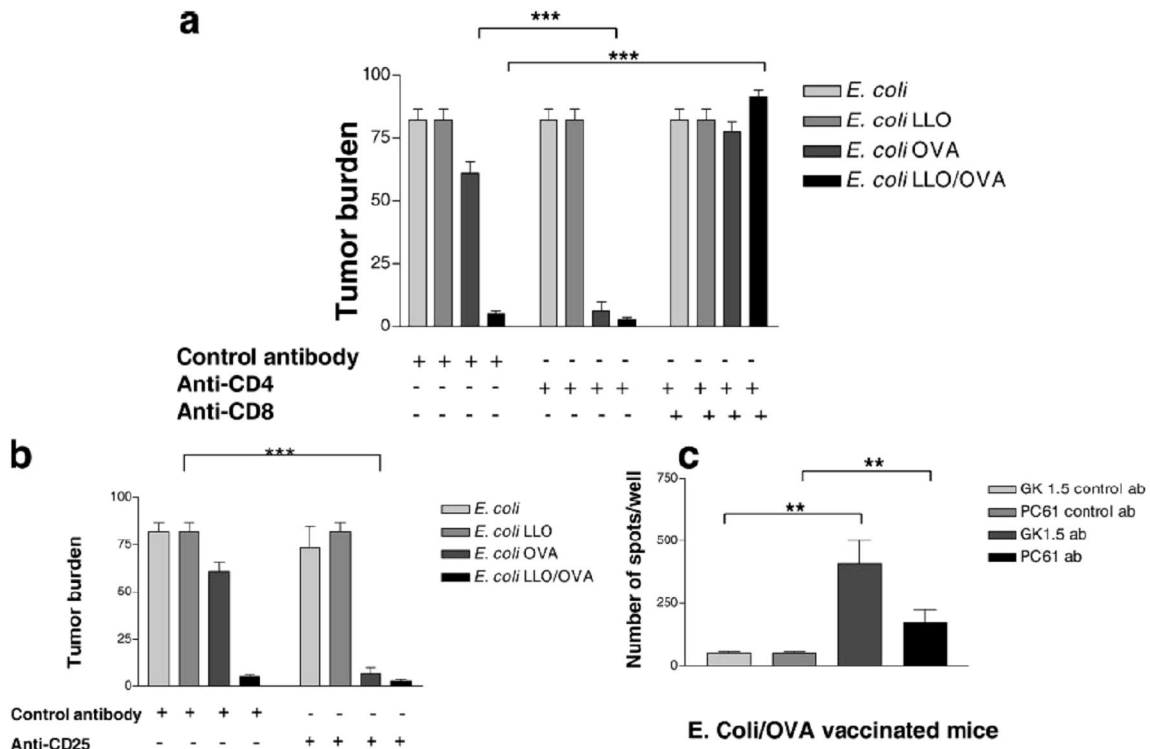 a
***
***
100
75
50
25
0
Tumor burden
E. coli
E. coli LLO
E. coli OVA
E. coli LLO/OVA
Control antibody + + + + - - - - - - - -
Anti-CD4 - - - - + + + + + + + +
Anti-CD8 - - - - - - - - + + + +
b
***
100
75
50
25
0
Tumor burden
E. coli
E. coli LLO
E. coli OVA
E. coli LLO/OVA
Control antibody + + + + - - - -
Anti-CD25 - - - - + + + +
c
**
**
750
500
250
0
Number of spots/well
GK 1.5 control ab
PC61 control ab
GK1.5 ab
PC61 ab
E. Coli/OVA vaccinated mice